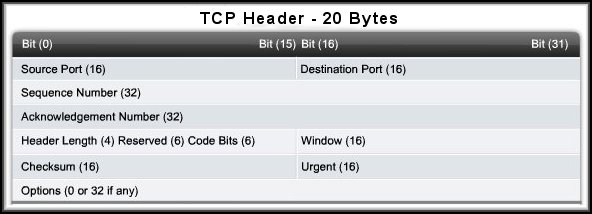 TCP Header - 20 Bytes
Bit (0) Bit (15) Bit (16) Bit (31)
Source Port (16) Destination Port (16)
Sequence Number (32)
Acknowledgement Number (32)
Header Length (4) Reserved (6) Code Bits (6) Window (16)
Checksum (16) Urgent (16)
Options (0 or 32 if any)